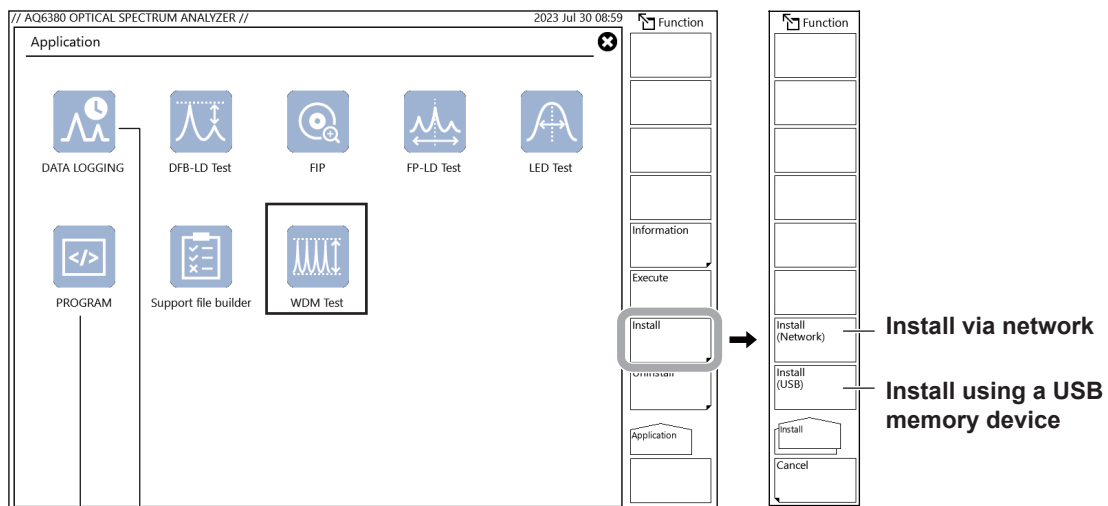 // AQ6380 OPTICAL SPECTRUM ANALYZER //
2023 Jul 30 08:59
Application
DATA LOGGING
DFB-LD Test
FIP
FP-LD Test
LED Test
</>
PROGRAM
Support file builder
WDM Test
Function
Information
Execute
Install
Uninstall
Application
Function
Install
(Network)
Install
(USB)
Install
Cancel
Install via network
Install using a USB
memory device